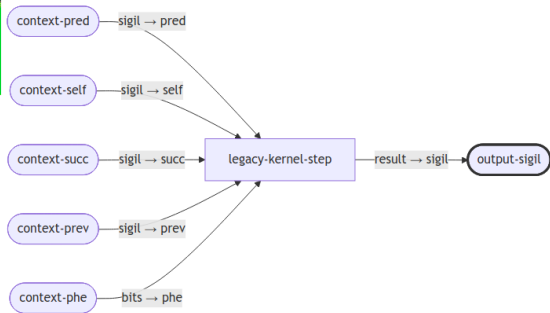 context-pred
sigil → pred
context-self
sigil → self
context-succ
sigil → succ
legacy-kernel-step
result → sigil
output-sigil
context-prev
sigil → prev
context-phe
bits → phe